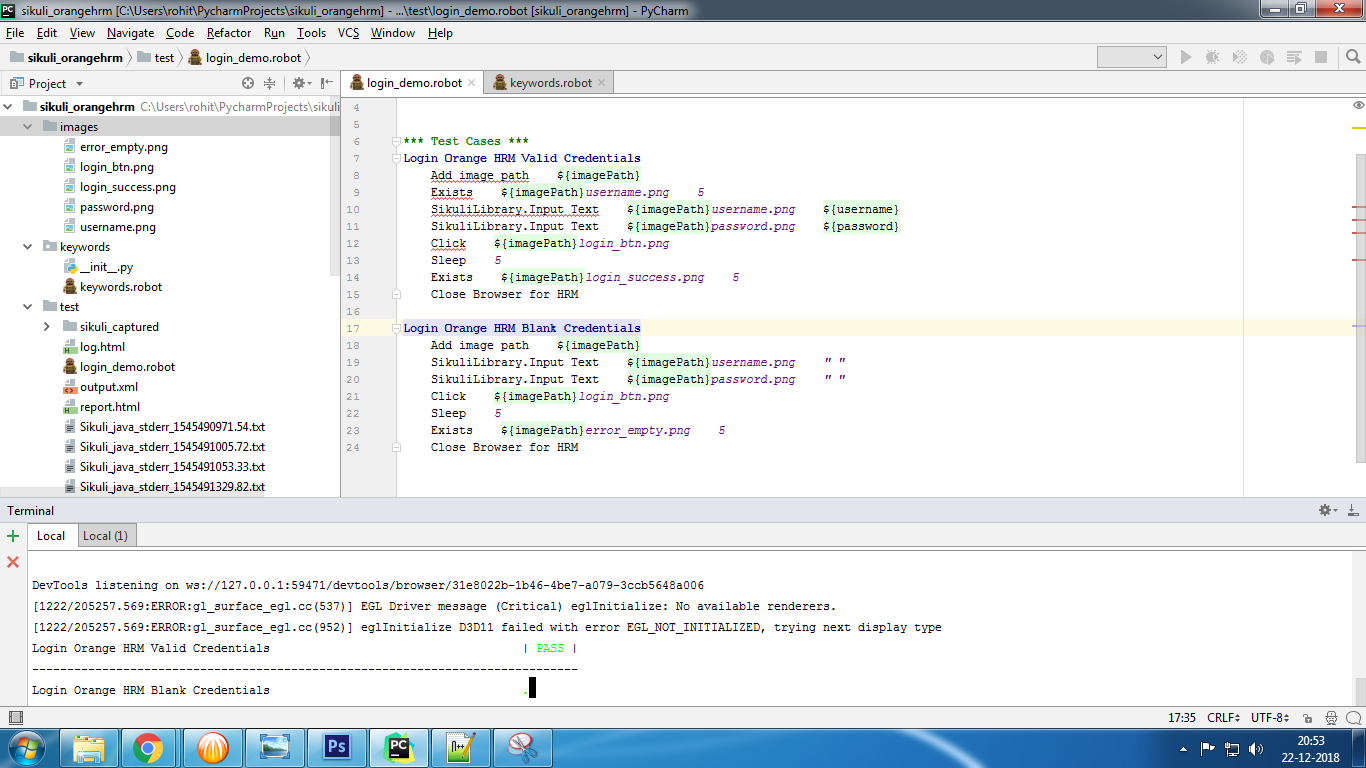 sikuli_orangehrm [C:\Users\rohit\PycharmProjects\sikuli_orangehrm] - ...\test\login_demo.robot [sikuli_orangehrm] - PyCharm
File Edit View Navigate Code Refactor Run Tools VCS Window Help
sikuli_orangehrm test login_demo.robot
Project
login_demo.robot keywords.robot
sikuli_orangehrm C:\Users\rohit\PycharmProjects\sikuli
images
error_empty.png
login_btn.png
login_success.png
password.png
username.png
keywords
__init__.py
keywords.robot
test
sikuli_captured
log.html
login_demo.robot
output.xml
report.html
Sikuli_java_stderr_1545490971.54.txt
Sikuli_java_stderr_1545491005.72.txt
Sikuli_java_stderr_1545491053.33.txt
Sikuli_java_stderr_1545491329.82.txt
4
5
6 *** Test Cases ***
7 Login Orange HRM Valid Credentials
8 Add image path ${imagePath}
9 Exists ${imagePath}username.png 5
10 SikuliLibrary.Input Text ${imagePath}username.png ${username}
11 SikuliLibrary.Input Text ${imagePath}password.png ${password}
12 Click ${imagePath}login_btn.png
13 Sleep 5
14 Exists ${imagePath}login_success.png 5
15 Close Browser for HRM
16
17 Login Orange HRM Blank Credentials
18 Add image path ${imagePath}
19 SikuliLibrary.Input Text ${imagePath}username.png " "
20 SikuliLibrary.Input Text ${imagePath}password.png " "
21 Click ${imagePath}login_btn.png
22 Sleep 5
23 Exists ${imagePath}error_empty.png 5
24 Close Browser for HRM
Terminal
Local Local (1)
DevTools listening on ws://127.0.0.1:59471/devtools/browser/31e8022b-1b46-4be7-a079-3ccb5648a006
[1222/205257.569:ERROR:gl_surface_egl.cc(537)] EGL Driver message (Critical) eglInitialize: No available renderers.
[1222/205257.569:ERROR:gl_surface_egl.cc(952)] eglInitialize D3D11 failed with error EGL_NOT_INITIALIZED, trying next display type
Login Orange HRM Valid Credentials | PASS |
------------------------------------------------------------------------------
Login Orange HRM Blank Credentials .
17:35 CRLF UTF-8
Ps PC
20:53
22-12-2018